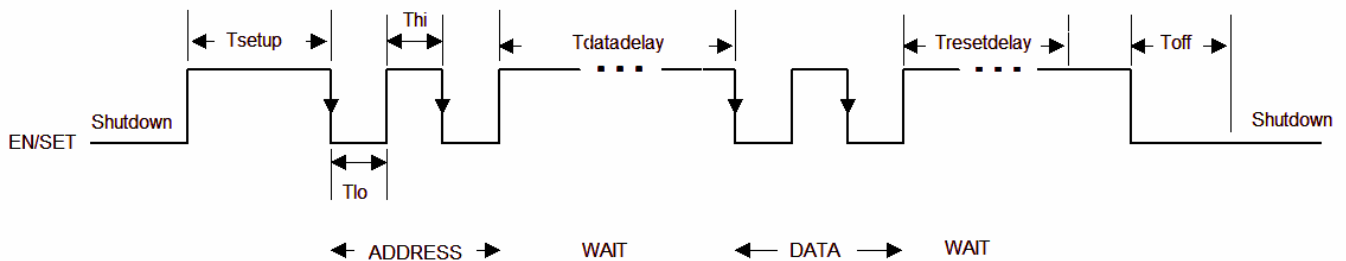 Thi
Tsetup
Tdatadelay
Tresetdelay
Toff
Shutdown
Shutdown
EN/SET
Tlo
ADDRESS
WAIT
DATA
WAIT